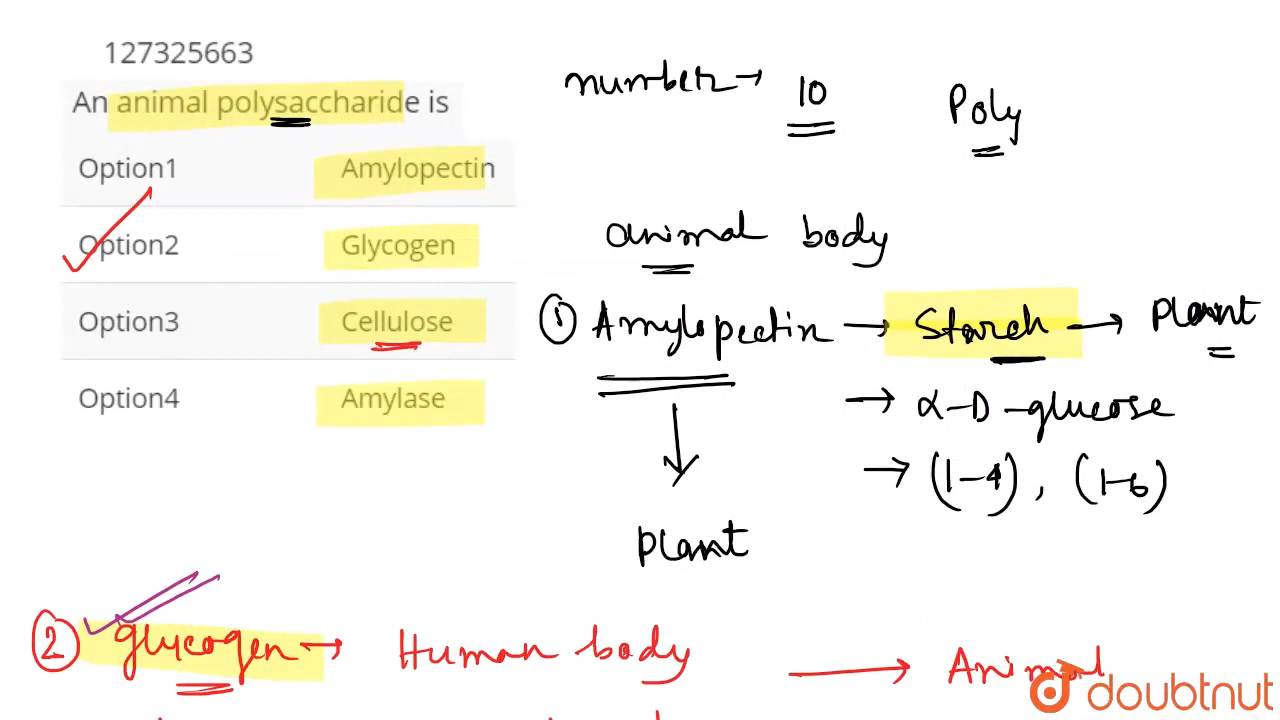 127325663
An animal polysaccharide is
Option1 Amylopectin
Option2 Glycogen
Option3 Cellulose
Option4 Amylase
number → 10 Poly
animal body
① Amylopectin → Starch → Plant
→ α-D-glucose
→ (1-4), (1-6)
Plant
② glycogen → Human body → Animal
doubtnut